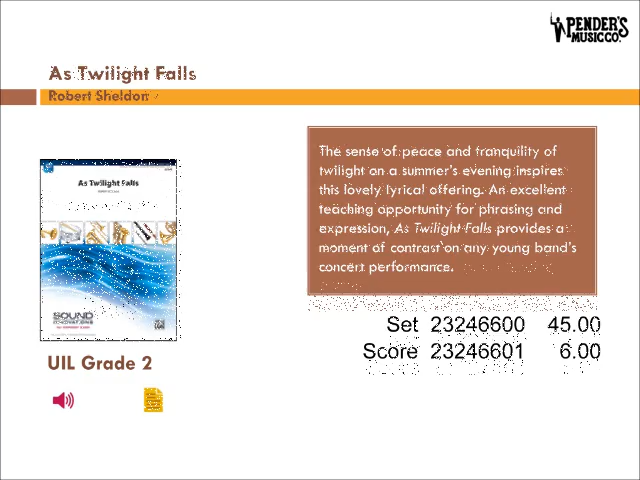 PENDER'S
MUSIC CO.
As Twilight Falls
Robert Sheldon
The sense of peace and tranquility of
twilight on a summer's evening inspires
this lovely lyrical offering. An excellent
teaching opportunity for phrasing and
expression, As Twilight Falls provides a
moment of contrast on any young band's
concert performance.
As Twilight Falls
SOUND
INNOVATIONS
Set 23246600 45.00
Score 23246601 6.00
UIL Grade 2